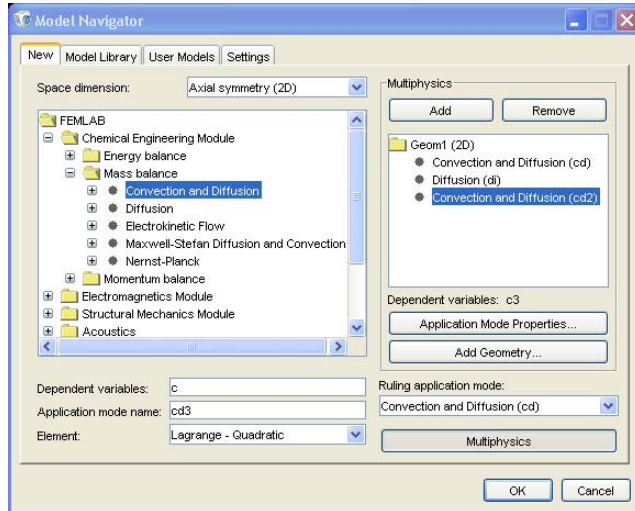 Model Navigator
New Model Library User Models Settings
Space dimension: Axial symmetry (2D)
FEMLAB
Chemical Engineering Module
Energy balance
Mass balance
Convection and Diffusion
Diffusion
Electrokinetic Flow
Maxwell-Stefan Diffusion and Convection
Nernst-Planck
Momentum balance
Electromagnetics Module
Structural Mechanics Module
Acoustics
Dependent variables: c
Application mode name: cd3
Element: Lagrange - Quadratic
Multiphysics
Add Remove
Geom1 (2D)
Convection and Diffusion (cd)
Diffusion (di)
Convection and Diffusion (cd2)
Dependent variables: c3
Application Mode Properties...
Add Geometry...
Ruling application mode:
Convection and Diffusion (cd)
Multiphysics
OK Cancel